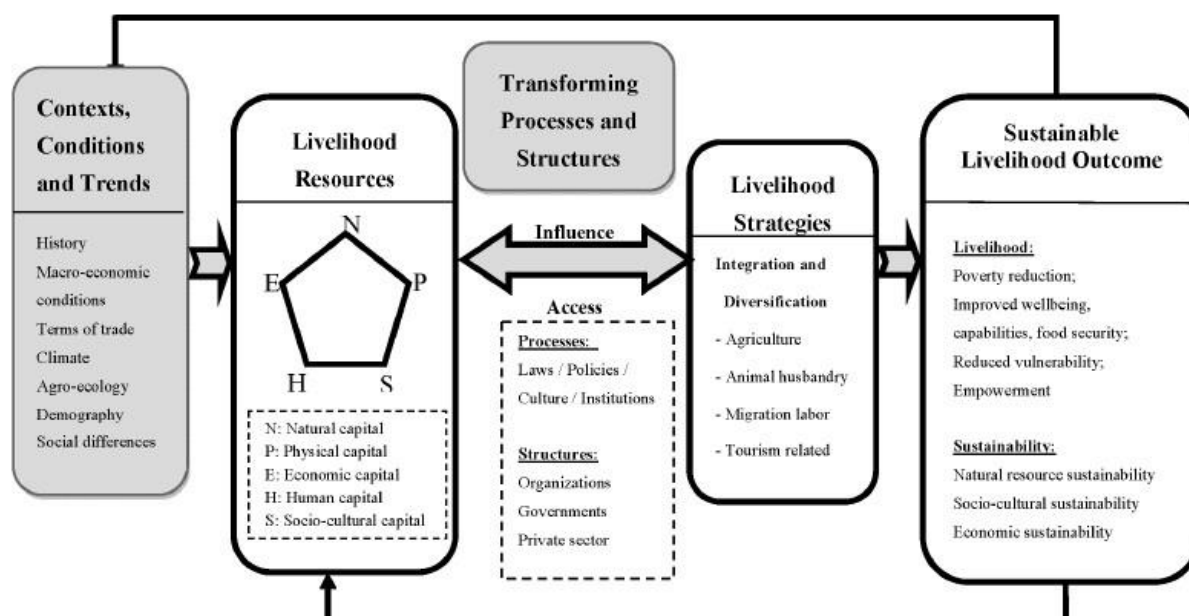 Contexts,
Conditions
and Trends
History
Macro-economic
conditions
Terms of trade
Climate
Agro-ecology
Demography
Social differences
Livelihood
Resources
N
E
P
H
S
N: Natural capital
P: Physical capital
E: Economic capital
H: Human capital
S: Socio-cultural capital
Transforming
Processes and
Structures
Influence
Access
Processes:
Laws / Policies /
Culture / Institutions
Structures:
Organizations
Governments
Private sector
Livelihood
Strategies
Integration and
Diversification
- Agriculture
- Animal husbandry
- Migration labor
- Tourism related
Sustainable
Livelihood Outcome
Livelihood:
Poverty reduction;
Improved wellbeing,
capabilities, food security;
Reduced vulnerability;
Empowerment
Sustainability:
Natural resource sustainability
Socio-cultural sustainability
Economic sustainability